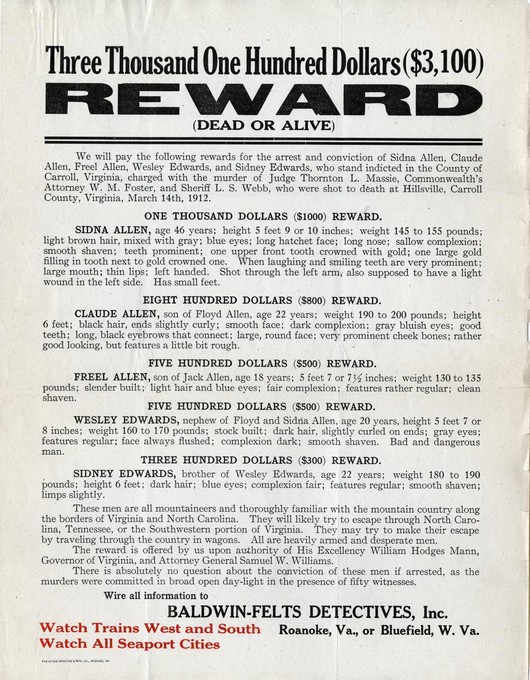 Three Thousand One Hundred Dollars ($3,100)
REWARD
(DEAD OR ALIVE)
We will pay the following rewards for the arrest and conviction of Sidna Allen, Claude
Allen, Freel Allen, Wesley Edwards, and Sidney Edwards, who stand indicted in the County of
Carroll, Virginia, charged with the murder of Judge Thornton L. Massie, Commonwealth's
Attorney W. M. Foster, and Sheriff L. S. Webb, who were shot to death at Hillsville, Carroll
County, Virginia, March 14th, 1912.
ONE THOUSAND DOLLARS ($1000) REWARD.
SIDNA ALLEN, age 46 years; height 5 feet 9 or 10 inches; weight 145 to 155 pounds;
light brown hair, mixed with gray; blue eyes; long hatchet face; long nose; sallow complexion;
smooth shaven; teeth prominent; one upper front tooth crowned with gold; one large gold
filling in tooth next to gold crowned one. When laughing and smiling teeth are very prominent;
large mouth; thin lips; left handed. Shot through the left arm, also supposed to have a light
wound in the left side. Has small feet.
EIGHT HUNDRED DOLLARS ($800) REWARD.
CLAUDE ALLEN, son of Floyd Allen, age 22 years; weight 190 to 200 pounds; height
6 feet; black hair, ends slightly curly; smooth face; dark complexion; gray bluish eyes; good
teeth; long, black eyebrows that connect; large, round face; very prominent cheek bones; rather
good looking, but features a little bit rough.
FIVE HUNDRED DOLLARS ($500) REWARD.
FREEL ALLEN, son of Jack Allen, age 18 years; 5 feet 7 or 7½ inches; weight 130 to 135
pounds; slender built; light hair and blue eyes; fair complexion; features rather regular; clean
shaven.
FIVE HUNDRED DOLLARS ($500) REWARD.
WESLEY EDWARDS, nephew of Floyd and Sidna Allen, age 20 years, height 5 feet 7 or
8 inches; weight 160 to 170 pounds; stock built; dark hair, slightly curled on ends; gray eyes;
features regular; face always flushed; complexion dark; smooth shaven. Bad and dangerous
man.
THREE HUNDRED DOLLARS ($300) REWARD.
SIDNEY EDWARDS, brother of Wesley Edwards, age 22 years; weight 180 to 190
pounds; height 6 feet; dark hair; blue eyes; complexion fair; features regular; smooth shaven;
limps slightly.
These men are all mountaineers and thoroughly familiar with the mountain country along
the borders of Virginia and North Carolina. They will likely try to escape through North Caro-
lina, Tennessee, or the Southwestern portion of Virginia. They may try to make their escape
by traveling through the country in wagons. All are heavily armed and desperate men.
The reward is offered by us upon authority of His Excellency William Hodges Mann,
Governor of Virginia, and Attorney General Samuel W. Williams.
There is absolutely no question about the conviction of these men if arrested, as the
murders were committed in broad open day-light in the presence of fifty witnesses.
Wire all information to
BALDWIN-FELTS DETECTIVES, Inc.
Watch Trains West and South Roanoke, Va., or Bluefield, W. Va.
Watch All Seaport Cities